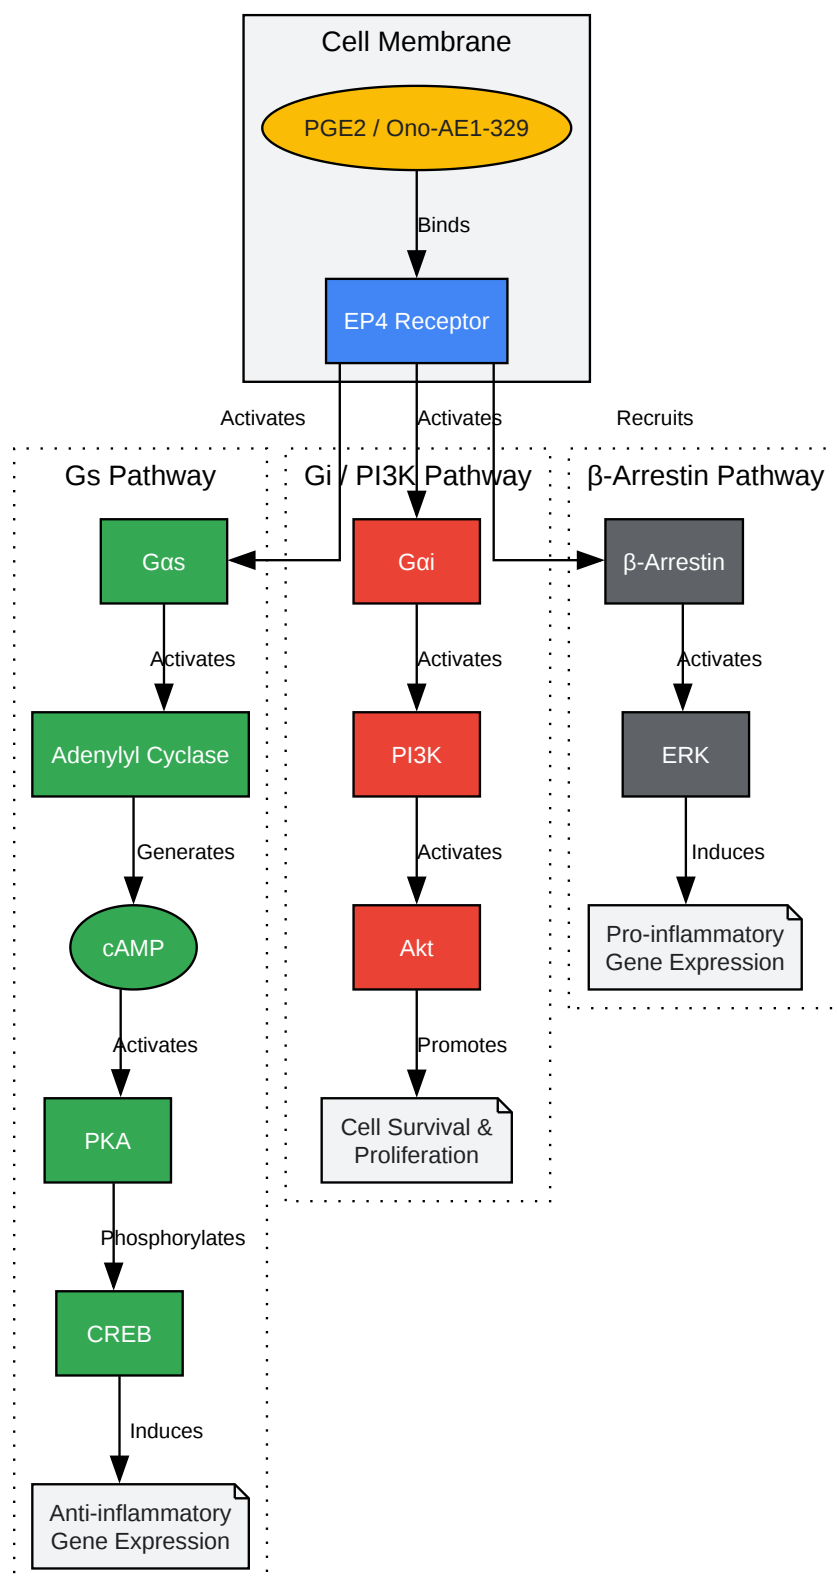 Cell Membrane
PGE2 / Ono-AE1-329
Binds
EP4 Receptor
Activates
Activates
Recruits
Gs Pathway
Gi / PI3K Pathway
β-Arrestin Pathway
Gαs
Gαi
β-Arrestin
Activates
Activates
Activates
Adenylyl Cyclase
PI3K
ERK
Generates
Activates
Induces
cAMP
Akt
Pro-inflammatory
Gene Expression
Activates
Promotes
PKA
Cell Survival &
Proliferation
Phosphorylates
CREB
Induces
Anti-inflammatory
Gene Expression